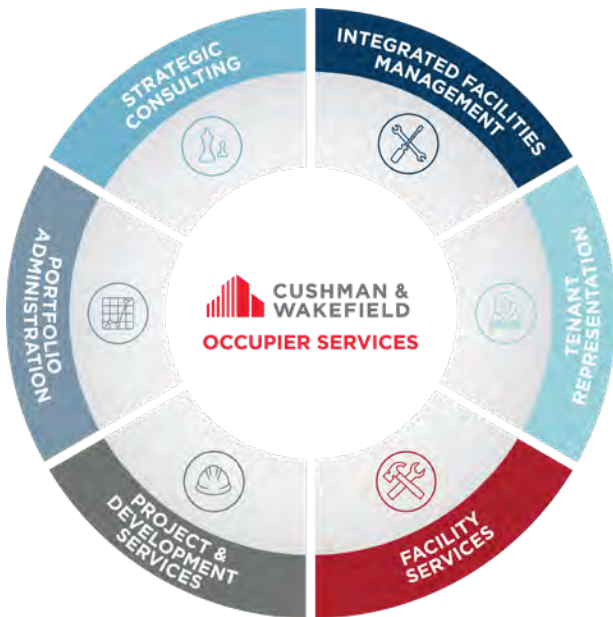 STRATEGIC
CONSULTING
INTEGRATED FACILITIES
MANAGEMENT
TENANT
REPRESENTATION
FACILITY
SERVICES
PROJECT &
DEVELOPMENT
SERVICES
PORTFOLIO
ADMINISTRATION
CUSHMAN &
WAKEFIELD
OCCUPIER SERVICES